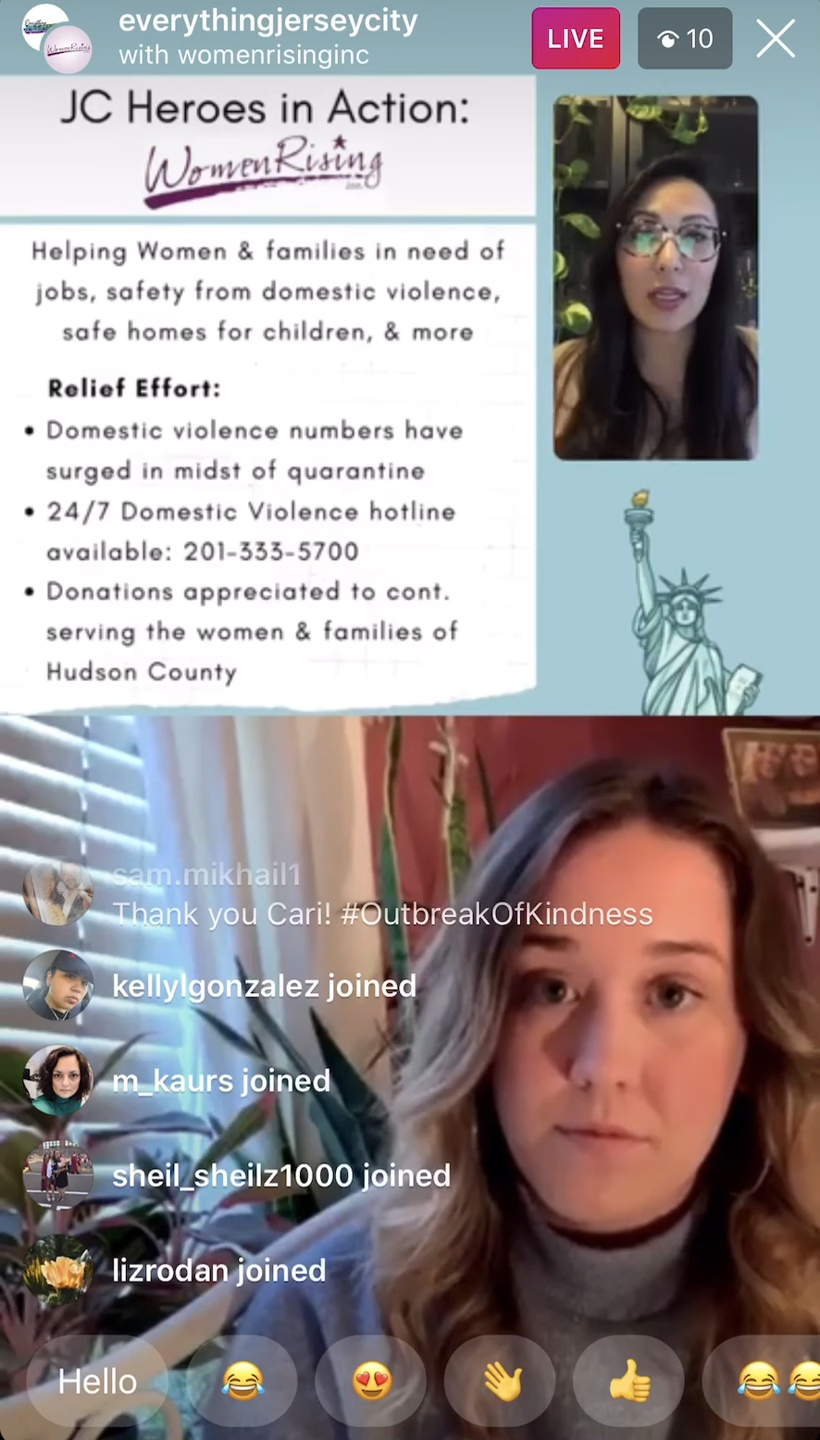 everythingjerseycity
with womenrisinginc
LIVE
10
JC Heroes in Action:
WomenRising
Helping Women & families in need of
jobs, safety from domestic violence,
safe homes for children, & more
Relief Effort:
• Domestic violence numbers have
surged in midst of quarantine
• 24/7 Domestic Violence hotline
available: 201-333-5700
• Donations appreciated to cont.
serving the women & families of
Hudson County
sam.mikhail1
Thank you Cari! #OutbreakOfKindness
kellylgonzalez joined
m_kaurs joined
sheil_sheilz1000 joined
lizrodan joined
Hello